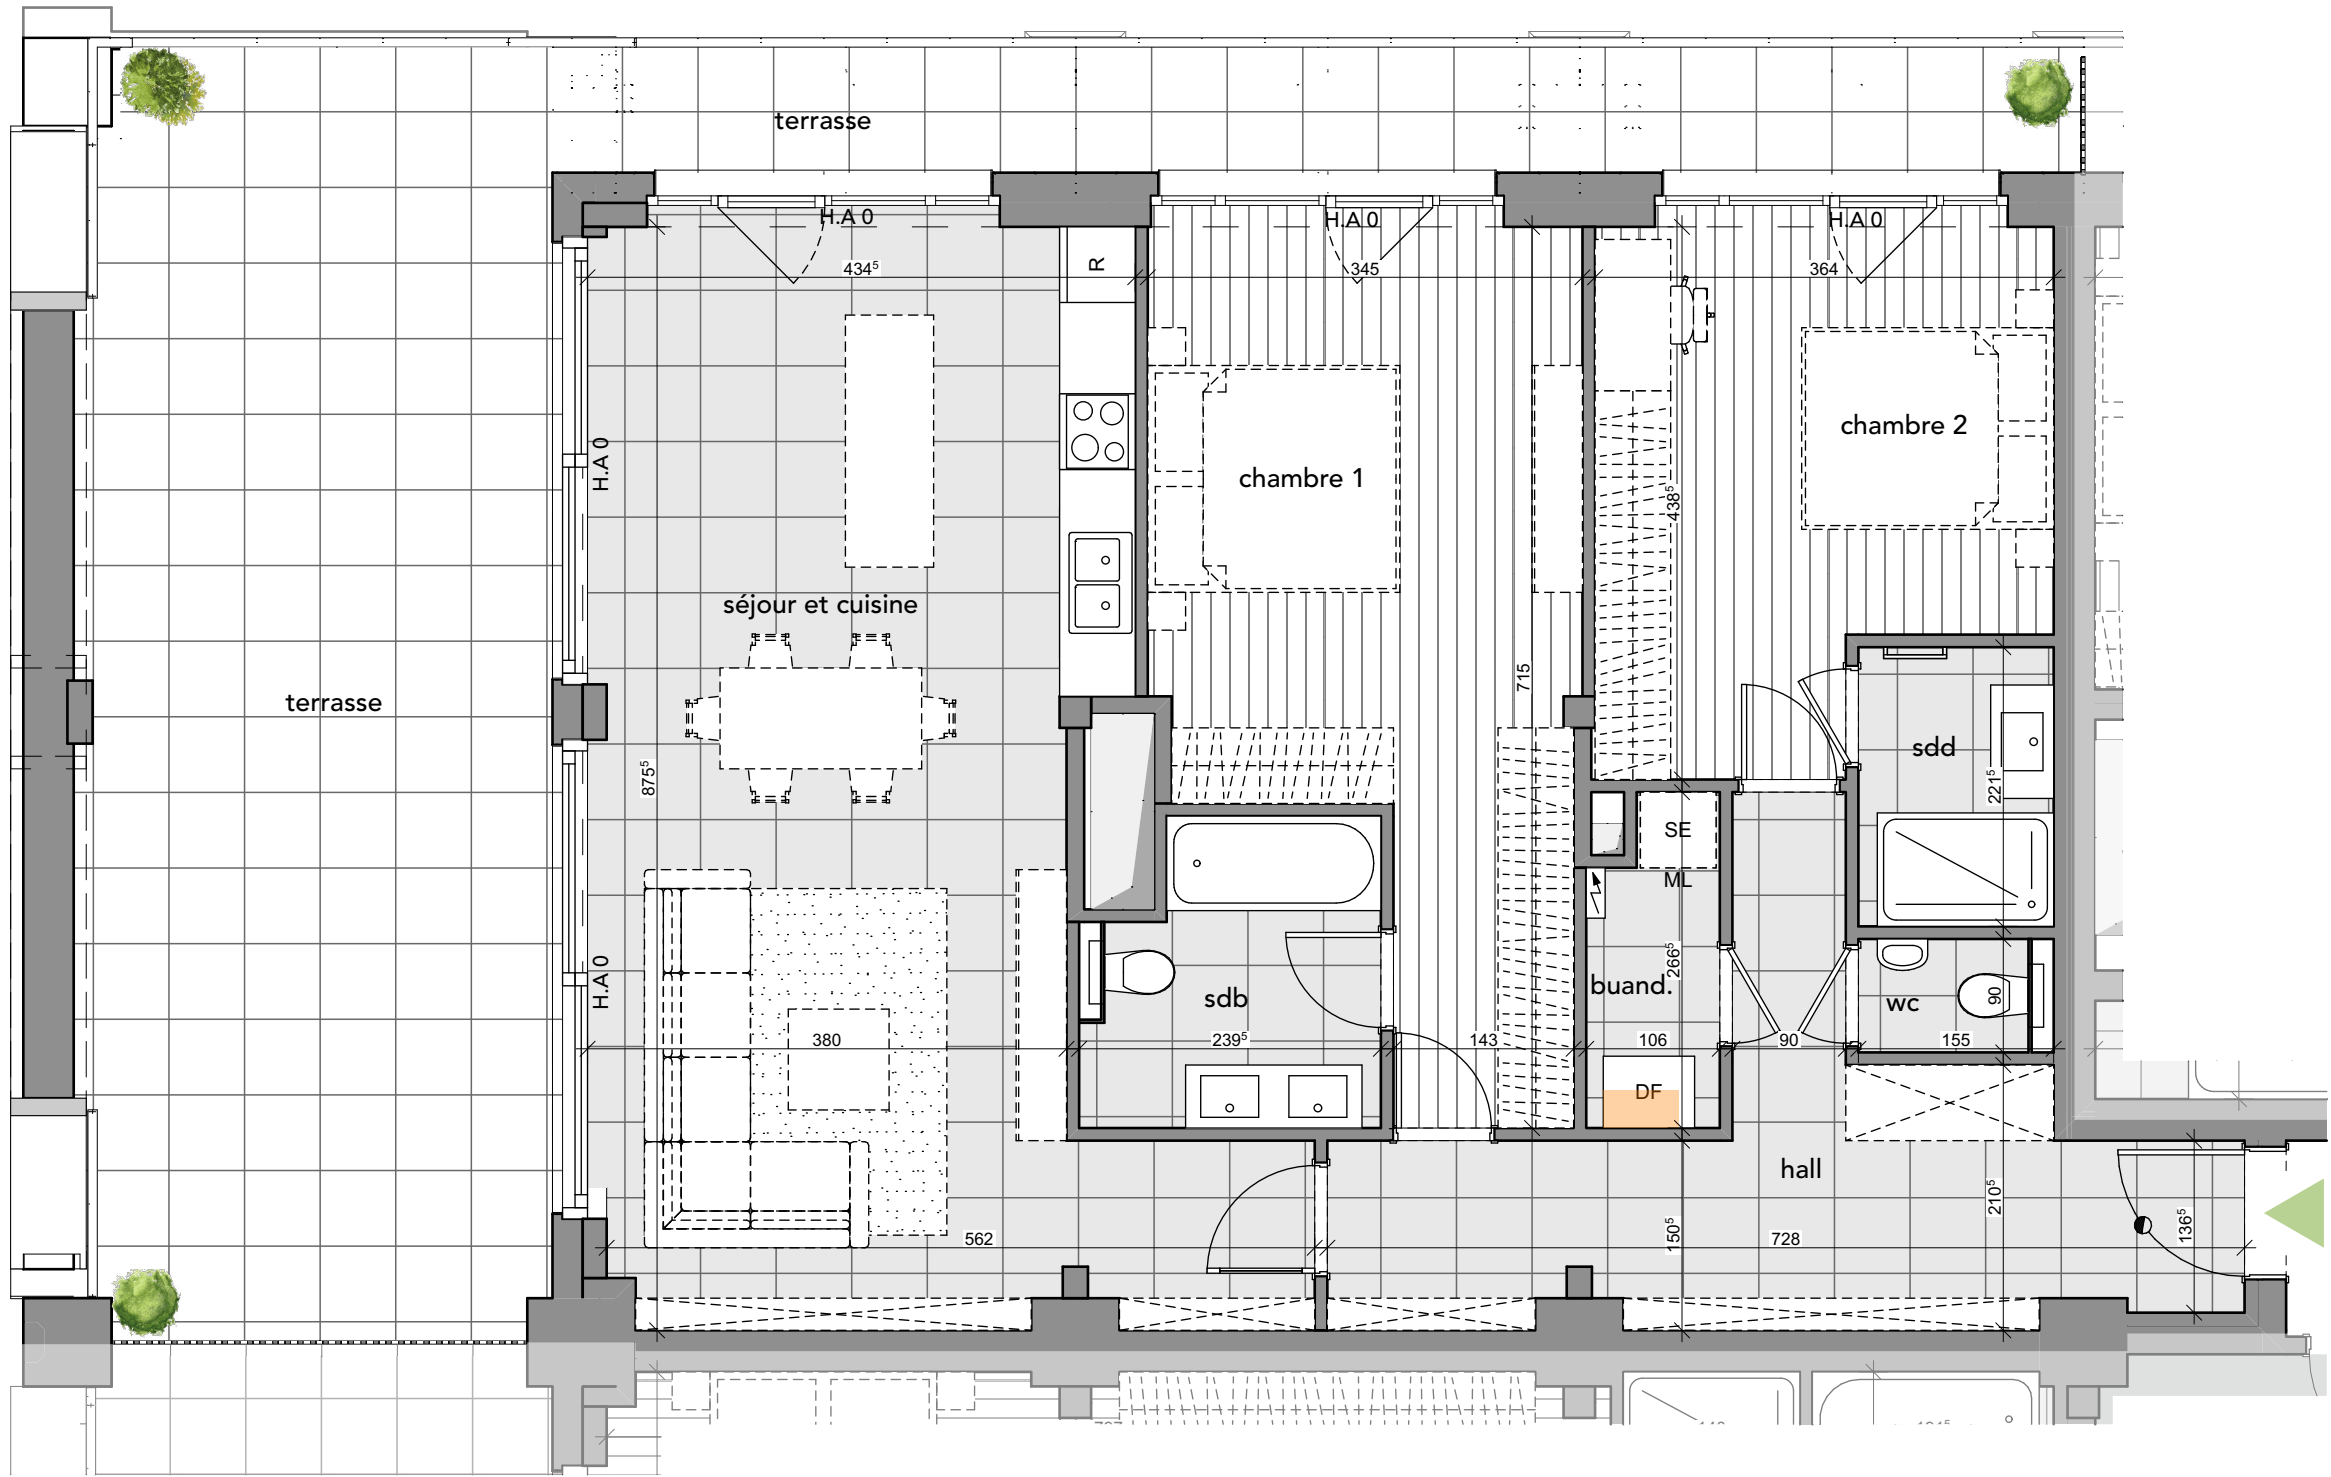 terrasse
H.A 0
H.A 0
H.A 0
434⁵
345
364
R
chambre 2
chambre 1
H.A 0
438⁵
séjour et cuisine
715
terrasse
sdd
875⁵
221⁵
SE
ML
H.A 0
266⁵
buand.
sdb
wc
90
380
239⁵
143
106
90
155
DF
hall
210⁵
136⁵
562
150⁵
728